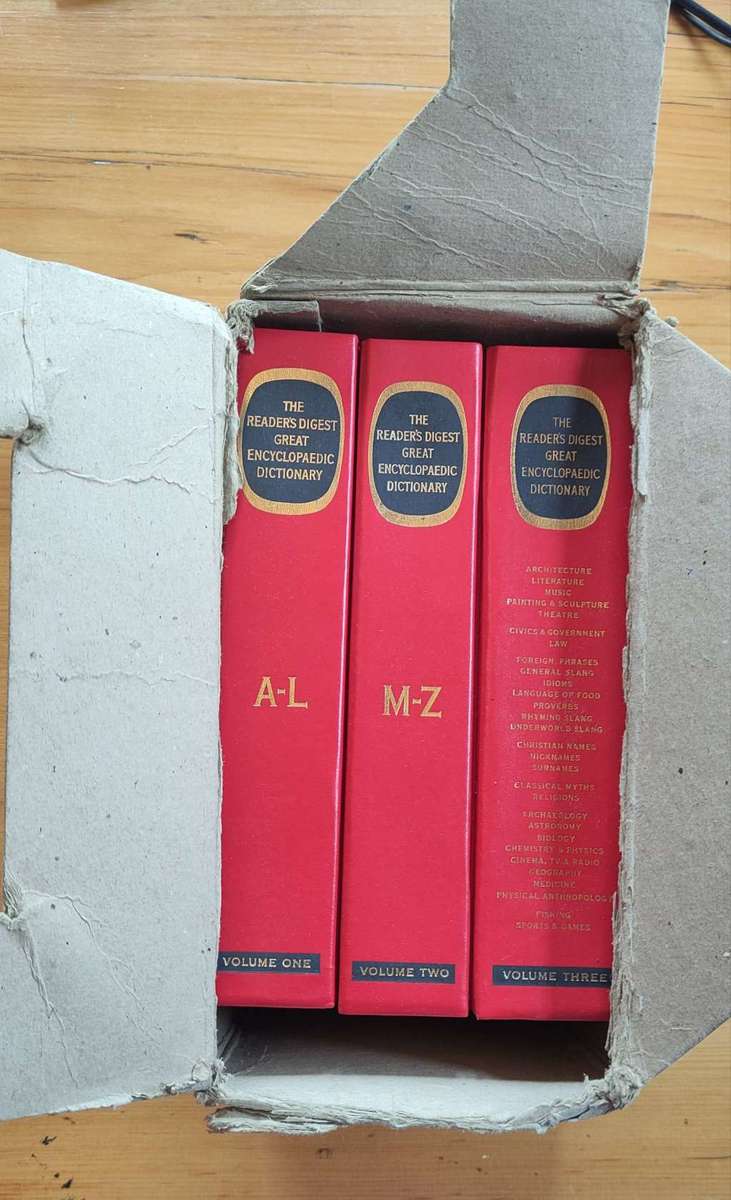 THE
READER'S DIGEST
GREAT
ENCYCLOPAEDIC
DICTIONARY
A-L
VOLUME ONE
THE
READER'S DIGEST
GREAT
ENCYCLOPAEDIC
DICTIONARY
M-Z
VOLUME TWO
THE
READER'S DIGEST
GREAT
ENCYCLOPAEDIC
DICTIONARY
ARCHITECTURE
LITERATURE
MUSIC
PAINTING & SCULPTURE
THEATRE
CIVICS & GOVERNMENT
LAW
FOREIGN PHRASES
GENERAL SLANG
IDIOMS
LANGUAGE OF FOOD
PROVERBS
RHYMING SLANG
UNDERWORLD SLANG
CHRISTIAN NAMES
NICKNAMES
SURNAMES
CLASSICAL MYTHS
RELIGIONS
ARCHAEOLOGY
ASTRONOMY
BIOLOGY
CHEMISTRY & PHYSICS
CINEMA, TV & RADIO
GEOGRAPHY
MEDICINE
PHYSICAL ANTHROPOLOGY
FISHING
SPORTS & GAMES
VOLUME THREE